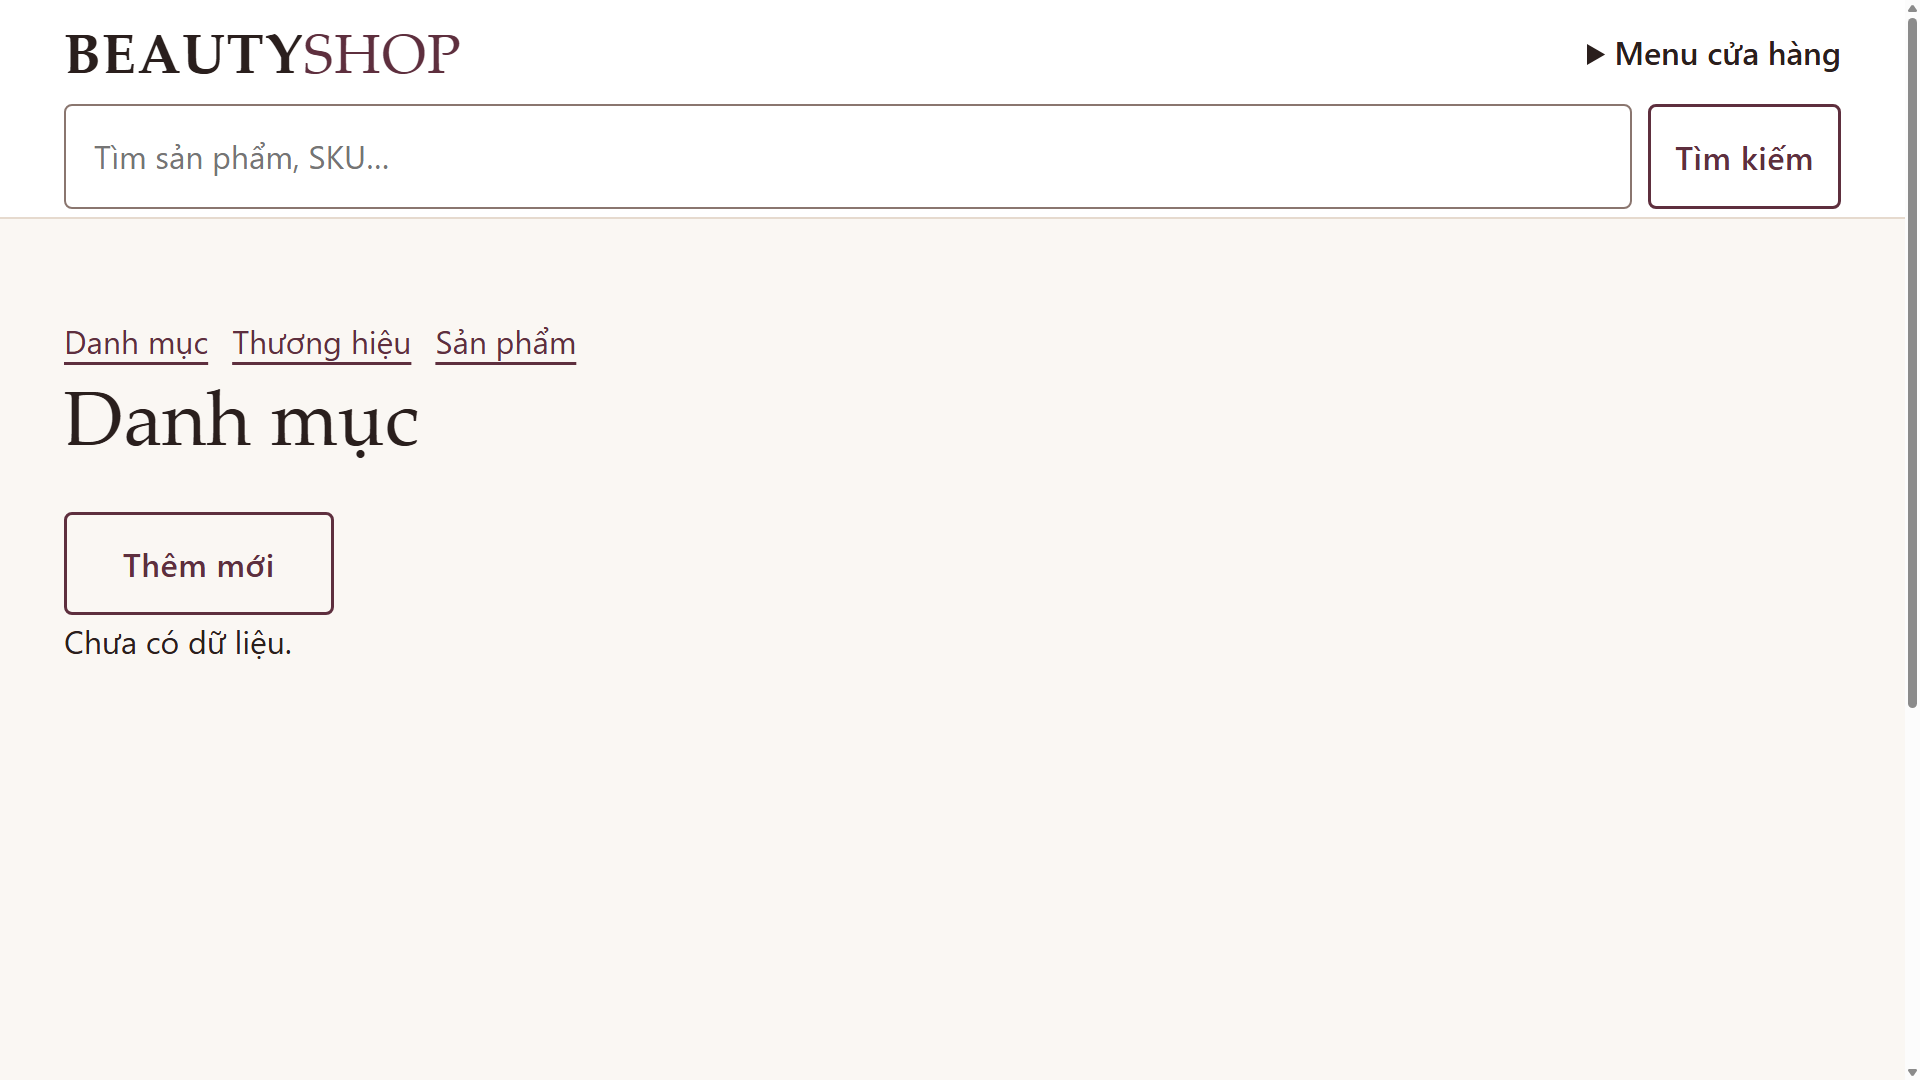 BEAUTYSHOP
Menu cửa hàng
Tìm sản phẩm, SKU...
Tìm kiếm
Danh mục Thương hiệu Sản phẩm
Danh mục
Thêm mới
Chưa có dữ liệu.